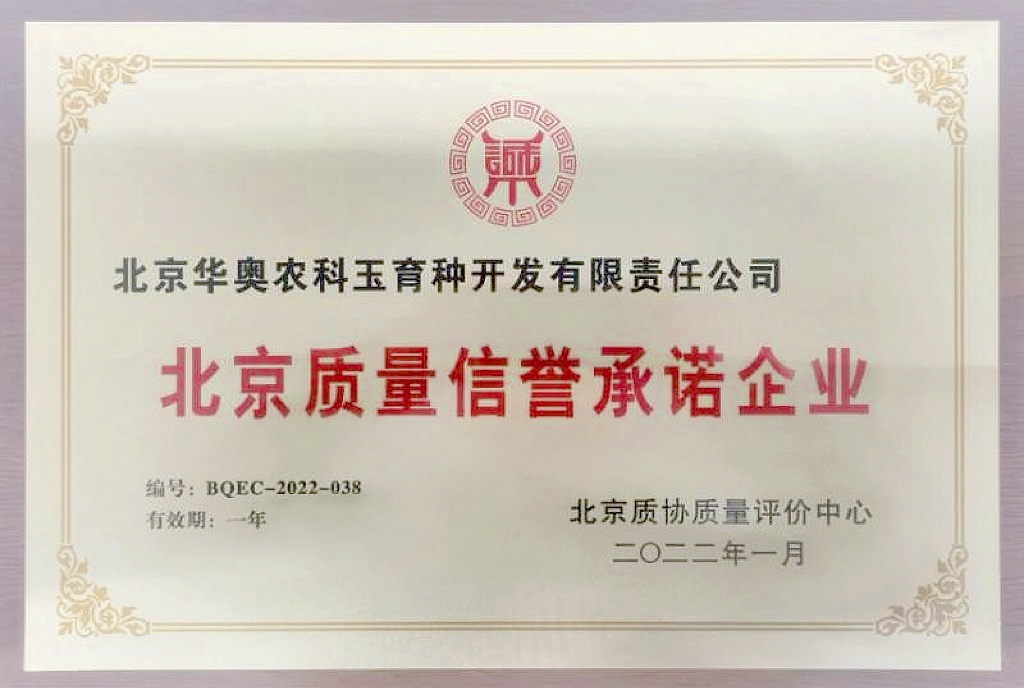 誠
北京华奥农科玉育种开发有限责任公司
北京质量信誉承诺企业
编号：BQEC-2022-038
有效期：一年
北京质协质量评价中心
二〇二二年一月